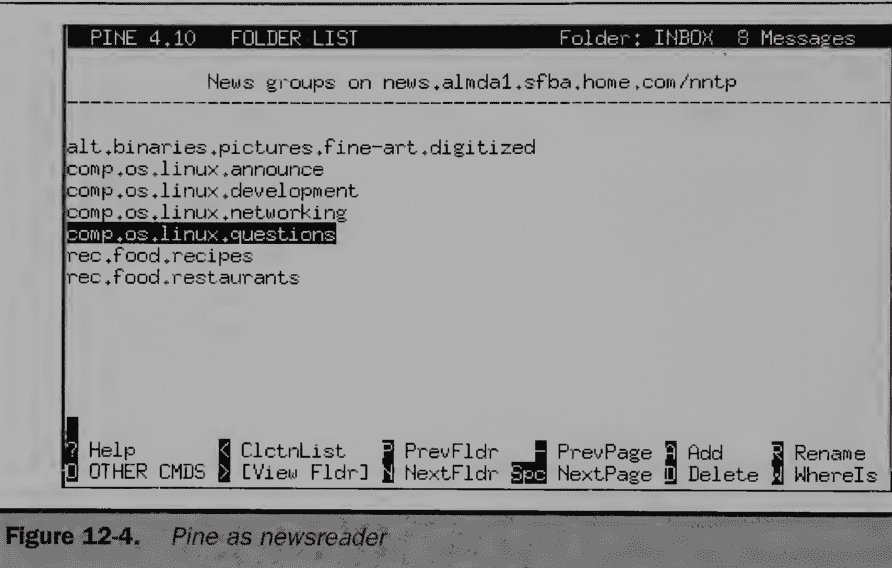 PINE 4.10 FOLDER LIST Folder: INBOX 8 Messages
News groups on news.almda1.sfba.home.com/nntp
alt.binaries.pictures.fine-art.digitized
comp.os.linux.announce
comp.os.linux.development
comp.os.linux.networking
comp.os.linux.questions
rec.food.recipes
rec.food.restaurants
? Help < ClctnList P PrevFldr - PrevPage A Add R Rename
O OTHER CMDS > [View Fldr] N NextFldr Spc NextPage D Delete W WhereIs
Figure 12-4. Pine as newsreader